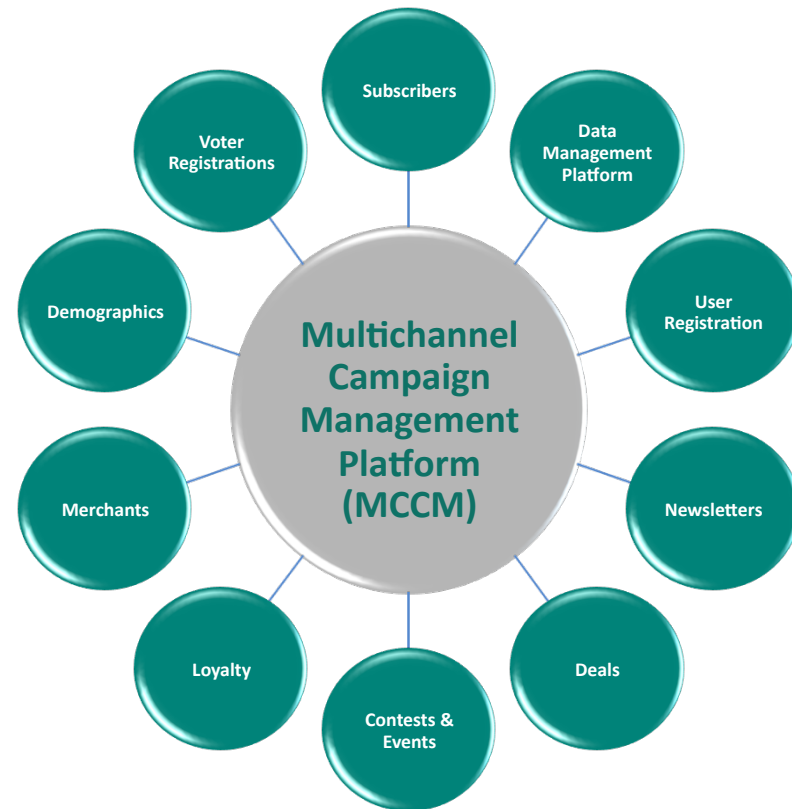 Subscribers
Data
Management
Platform
User
Registration
Newsletters
Deals
Contests &
Events
Loyalty
Merchants
Demographics
Voter
Registrations
Multichannel
Campaign
Management
Platform
(MCCM)